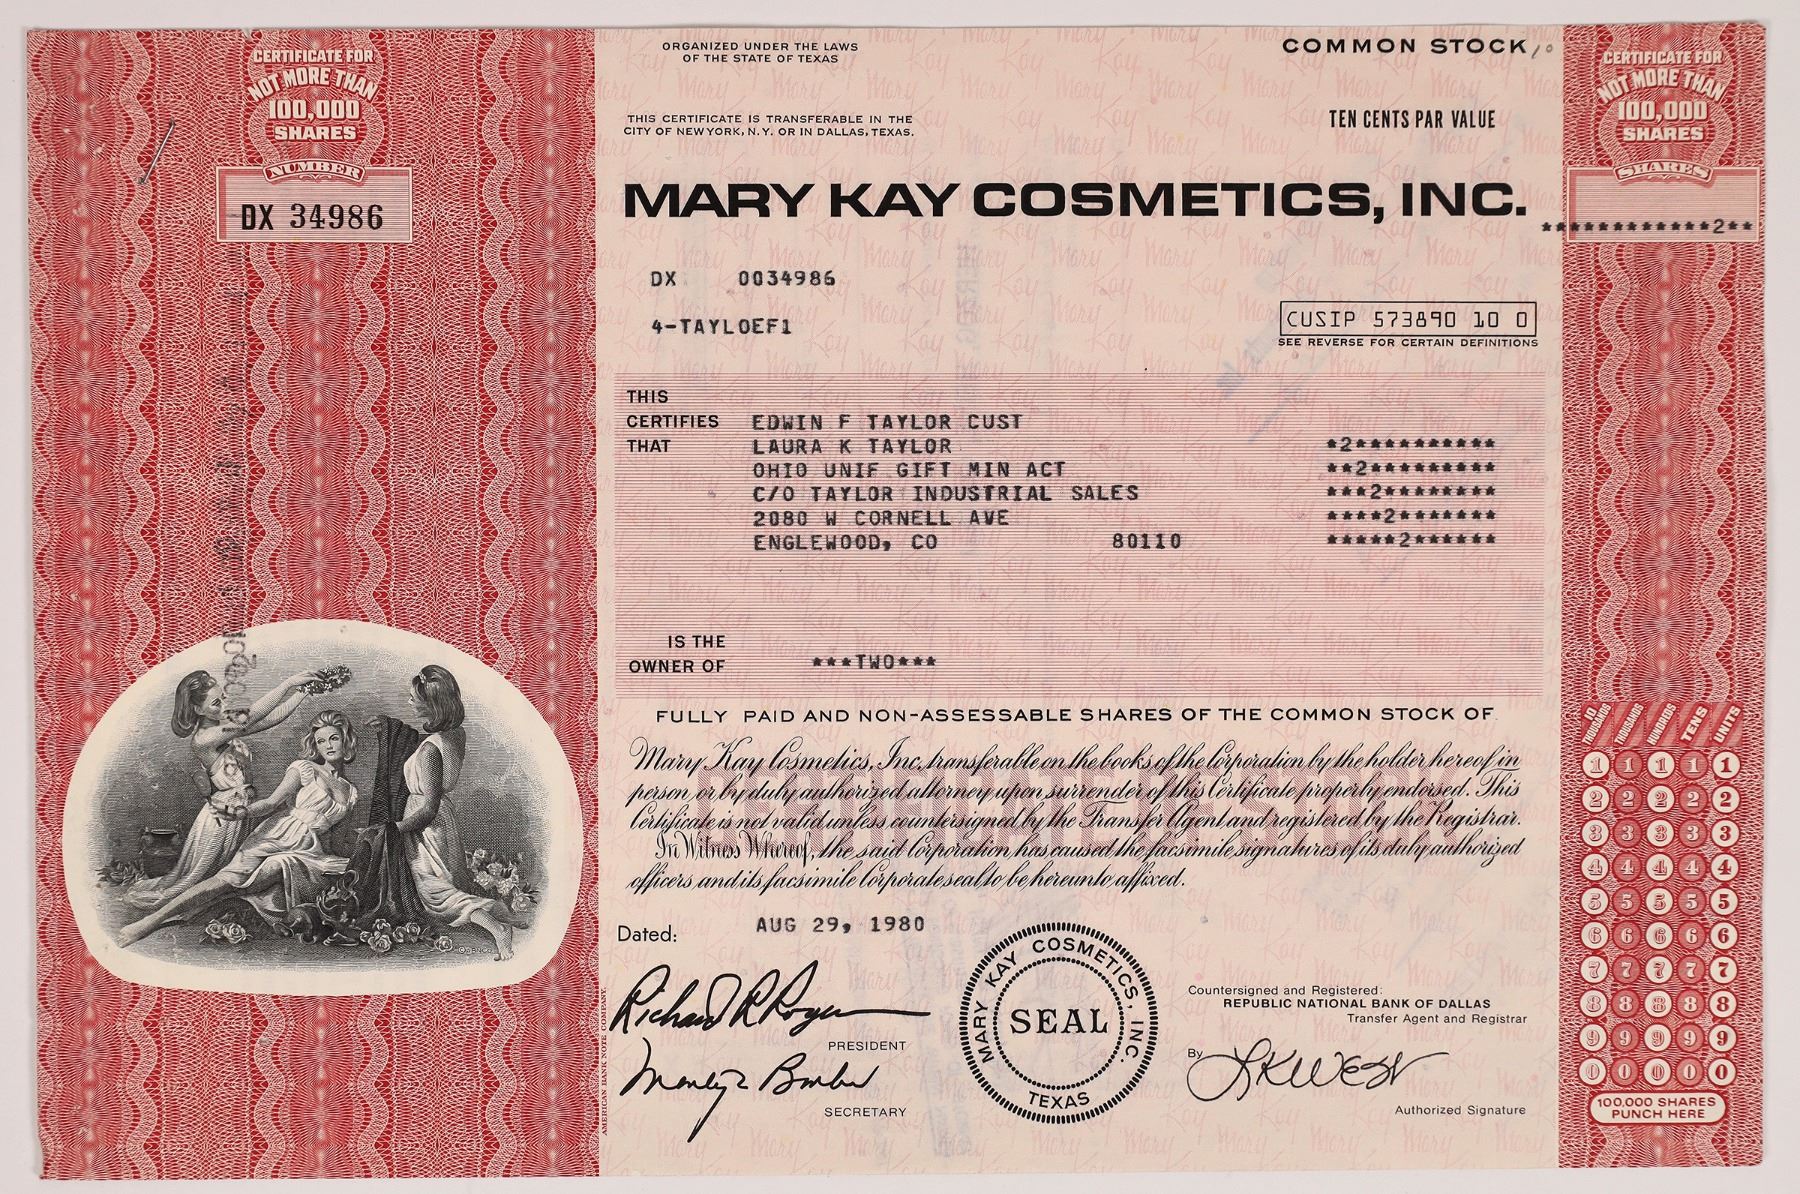 CERTIFICATE FOR
NOT MORE THAN
100,000
SHARES
NUMBER
DX 34986
ORGANIZED UNDER THE LAWS
OF THE STATE OF TEXAS
COMMON STOCK
THIS CERTIFICATE IS TRANSFERABLE IN THE
CITY OF NEW YORK, N.Y. OR IN DALLAS, TEXAS.
TEN CENTS PAR VALUE
CERTIFICATE FOR
NOT MORE THAN
100,000
SHARES
SHARES
************2**
MARY KAY COSMETICS, INC.
DX 0034986
4-TAYLOEF1
CUSIP 573890 10 0
SEE REVERSE FOR CERTAIN DEFINITIONS
THIS
CERTIFIES
THAT
EDWIN F TAYLOR CUST
LAURA K TAYLOR *2**********
OHIO UNIF GIFT MIN ACT **2*********
C/O TAYLOR INDUSTRIAL SALES ***2********
2080 W CORNELL AVE ****2*******
ENGLEWOOD, CO 80110 *****2******
IS THE
OWNER OF ***TWO***
FULLY PAID AND NON-ASSESSABLE SHARES OF THE COMMON STOCK OF
Mary Kay Cosmetics, Inc., transferable on the books of the Corporation by the holder hereof in
person, or by duly authorized attorney, upon surrender of this Certificate, properly endorsed. This
Certificate is not valid unless countersigned by the Transfer Agent and registered by the Registrar.
In Witness Whereof, the said Corporation has caused the facsimile signatures of its duly authorized
officers and its facsimile Corporate seal to be hereunto affixed.
Dated: AUG 29, 1980
PRESIDENT
SECRETARY
MARY KAY COSMETICS, INC
SEAL
TEXAS
Countersigned and Registered:
REPUBLIC NATIONAL BANK OF DALLAS
Transfer Agent and Registrar
By
LKWest
Authorized Signature
AMERICAN BANK NOTE COMPANY
10 THOUSANDS THOUSANDS HUNDREDS TENS UNITS
1 1 1 1 1
2 2 2 2 2
3 3 3 3 3
4 4 4 4 4
5 5 5 5 5
6 6 6 6 6
7 7 7 7 7
8 8 8 8 8
9 9 9 9 9
0 0 0 0 0
100,000 SHARES
PUNCH HERE